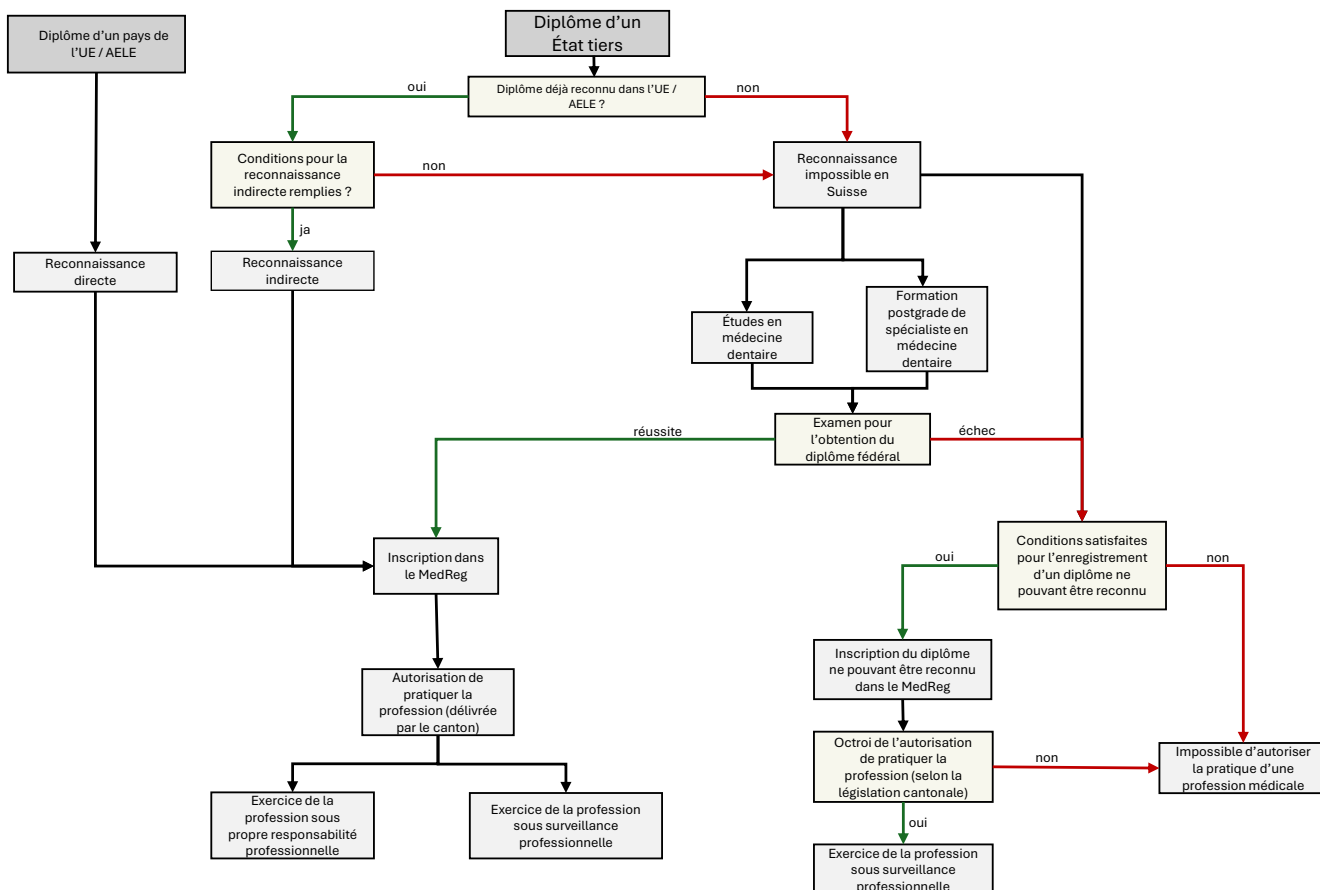 Diplôme d’un pays de
l’UE / AELE
Diplôme d’un
État tiers
oui
Diplôme déjà reconnu dans l’UE /
AELE ?
non
Conditions pour la
reconnaissance
indirecte remplies ?
non
Reconnaissance
impossible en
Suisse
ja
Reconnaissance
directe
Reconnaissance
indirecte
Études en
médecine
dentaire
Formation
postgrade de
spécialiste en
médecine
dentaire
réussite
Examen pour
l’obtention du
diplôme fédéral
échec
Inscription dans
le MedReg
oui
Conditions satisfaites
pour l’enregistrement
d’un diplôme ne
pouvant être reconnu
non
Autorisation de
pratiquer la
profession (délivrée
par le canton)
Inscription du diplôme
ne pouvant être reconnu
dans le MedReg
Octroi de l’autorisation
de pratiquer la
profession (selon la
législation cantonale)
non
Impossible d’autoriser
la pratique d’une
profession médicale
Exercice de la
profession sous
propre responsabilité
professionnelle
Exercice de la profession
sous surveillance
professionnelle
oui
Exercice de la profession
sous surveillance
professionnelle